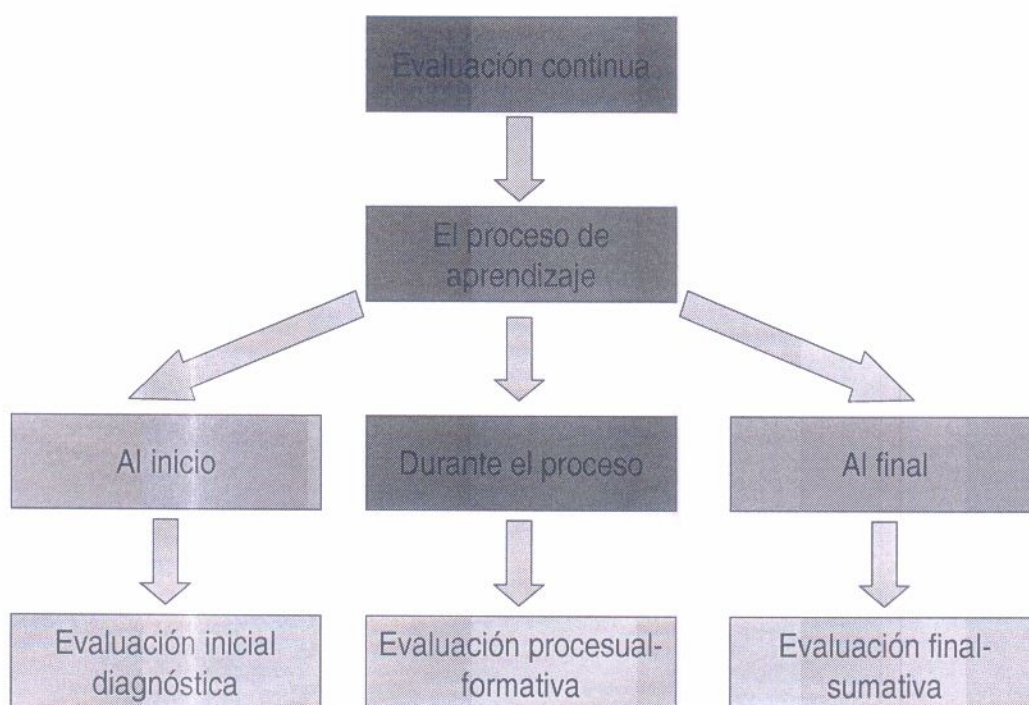 Evaluación continua
El proceso de
aprendizaje
Al inicio
Durante el proceso
Al final
Evaluación inicial
diagnóstica
Evaluación procesual-
formativa
Evaluación final-
sumativa